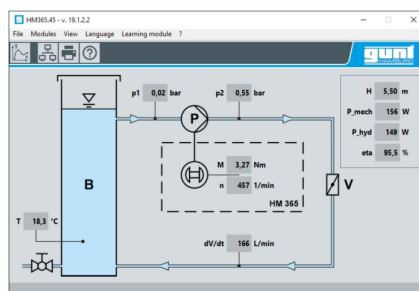 HM365.45 - v. 19.1.2.2
File Modules View Language Learning module ?
gunt
HAMBURG
p1 0,02 bar
p2 0,55 bar
H 5,50 m
P_mech 156 W
P_hyd 149 W
eta 95,5 %
P
B
M 3,27 Nm
n 457 1/min
HM 365
V
T 18,3 °C
dV/dt 166 L/min